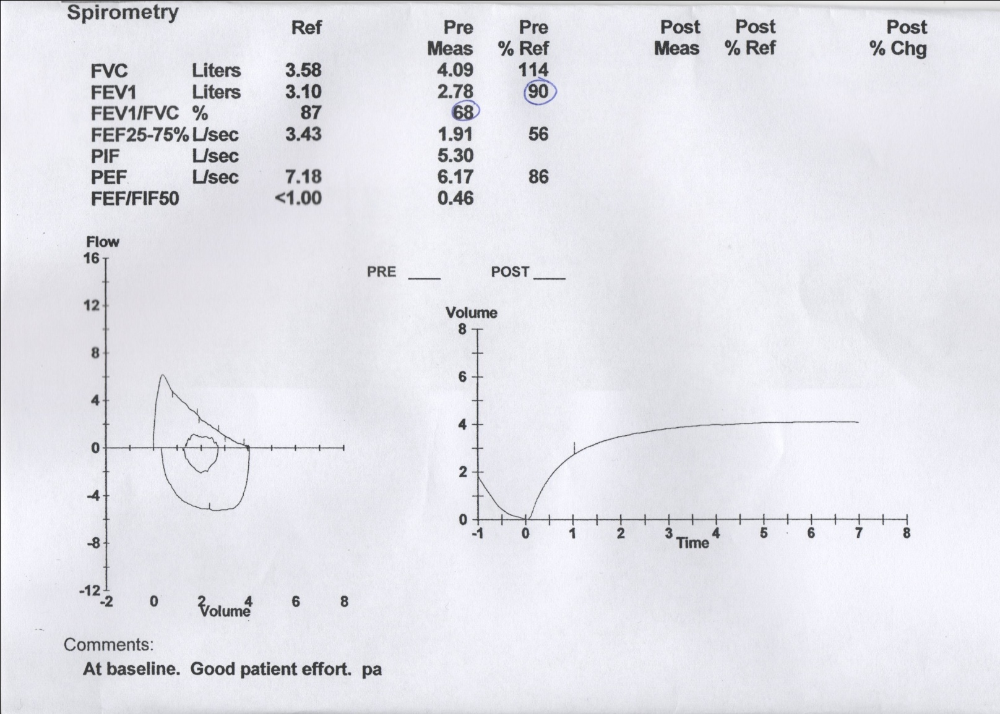 Spirometry
Ref Pre Pre Post Post Post
Meas % Ref Meas % Ref % Chg
FVC Liters 3.58 4.09 114
FEV1 Liters 3.10 2.78 90
FEV1/FVC % 87 68
FEF25-75% L/sec 3.43 1.91 56
PIF L/sec 5.30
PEF L/sec 7.18 6.17 86
FEF/FIF50 <1.00 0.46
Flow
16
12
8
4
0
-4
-8
-12
-2 0 2 4 6 8
Volume
PRE ____ POST ____
Volume
8
6
4
2
0
-1 0 1 2 3 4 5 6 7 8
Time
Comments:
At baseline. Good patient effort. pa